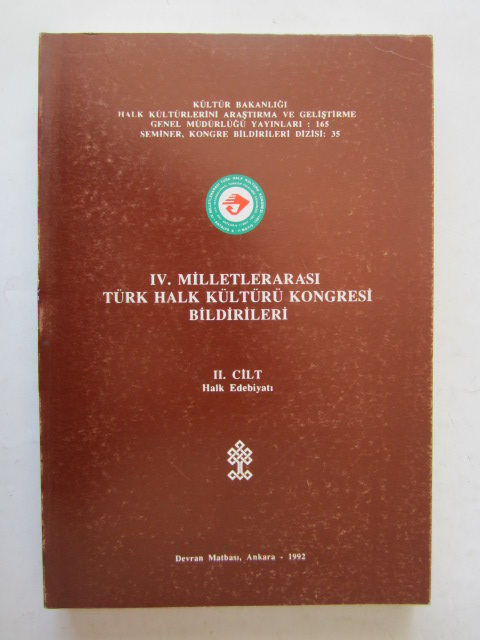 KÜLTÜR BAKANLIĞI
HALK KÜLTÜRLERİNİ ARAŞTIRMA VE GELİŞTİRME
GENEL MÜDÜRLÜĞÜ YAYINLARI : 165
SEMİNER, KONGRE BİLDİRİLERİ DİZİSİ: 35
IV. MİLLETLERARASI
TÜRK HALK KÜLTÜRÜ KONGRESİ
BİLDİRİLERİ
II. CİLT
Halk Edebiyatı
Devran Matbası, Ankara - 1992